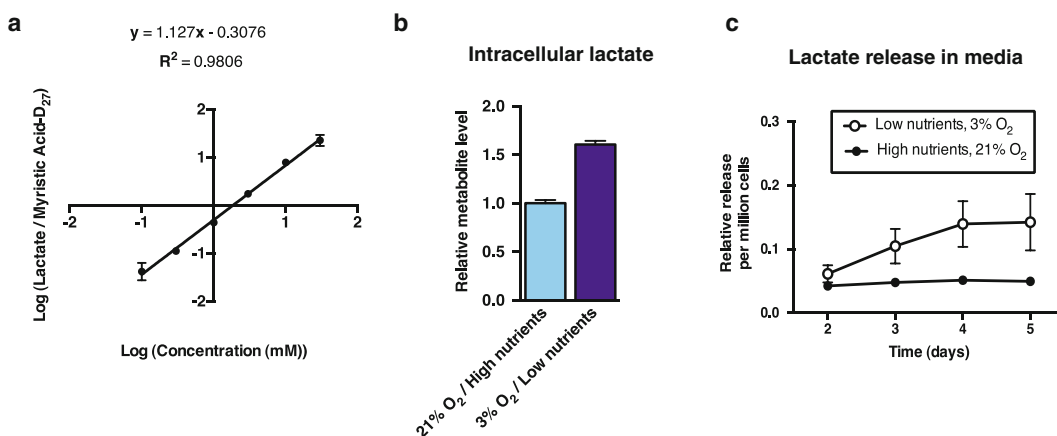 a
y = 1.127x - 0.3076
R² = 0.9806
Log (Lactate / Myristic Acid-D₂₇)
2
1
-2
-1
1
2
-1
-2
Log (Concentration (mM))
b
Intracellular lactate
Relative metabolite level
2.0
1.5
1.0
0.5
0.0
21% O₂ / High nutrients
3% O₂ / Low nutrients
c
Lactate release in media
Low nutrients, 3% O₂
High nutrients, 21% O₂
Relative release
per million cells
0.3
0.2
0.1
0.0
2
3
4
5
Time (days)